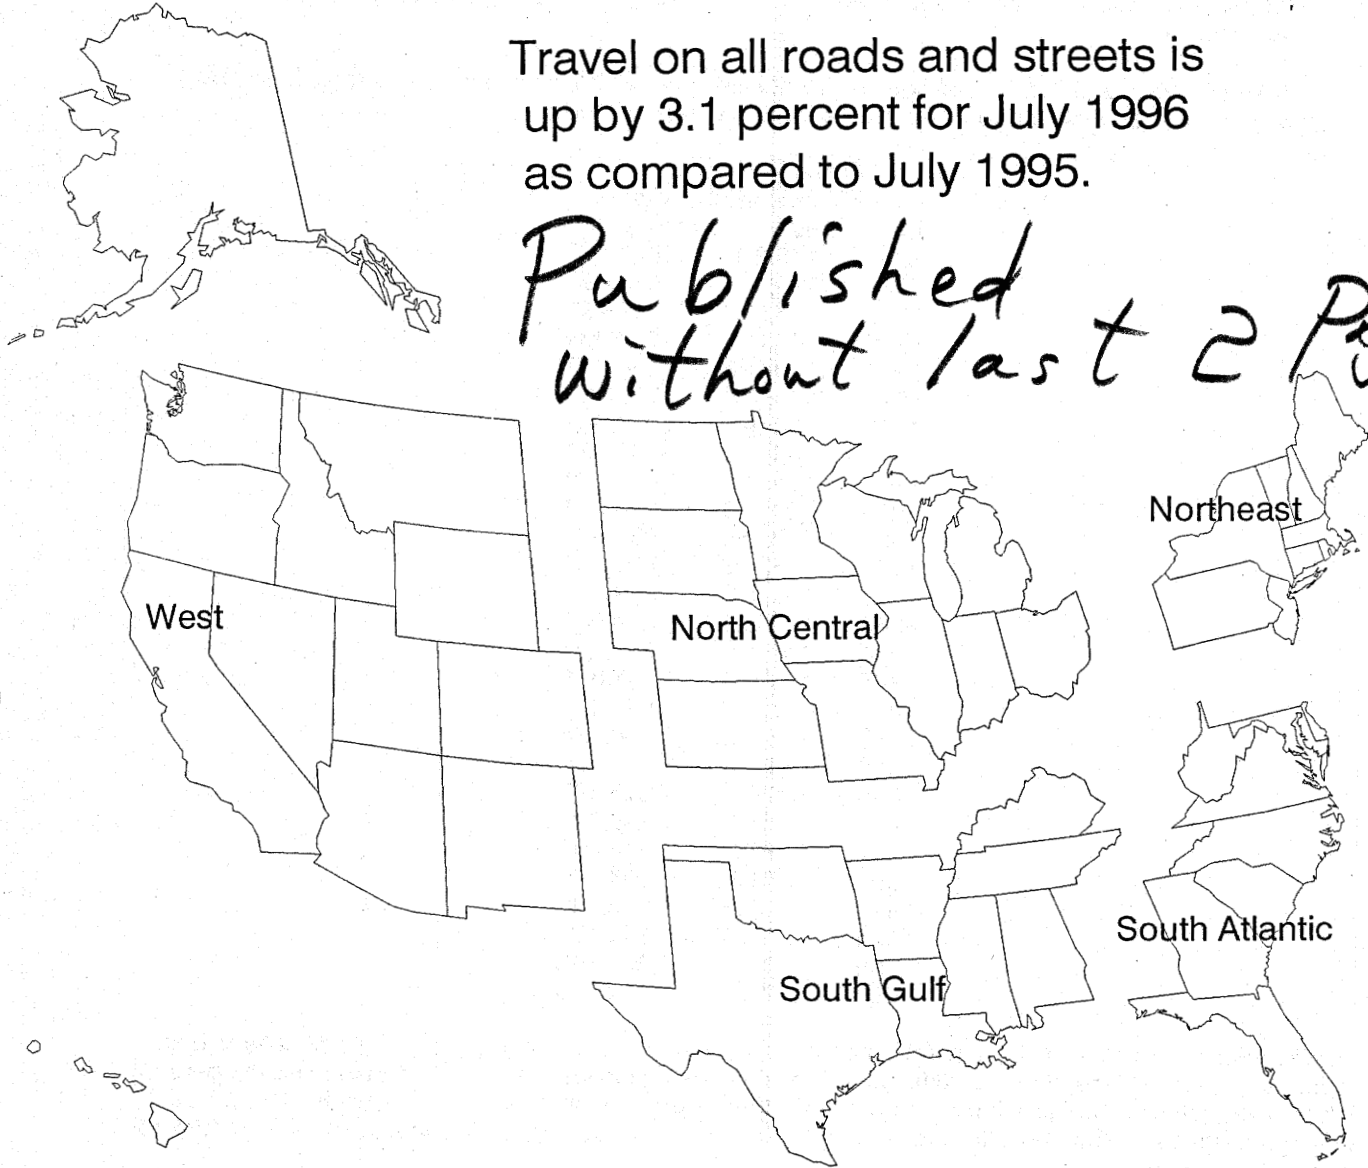 Travel on all roads and streets is
up by 3.1 percent for July 1996
as compared to July 1995.
Published
without last 2
Northeast
West
North Central
South Atlantic
South Gulf